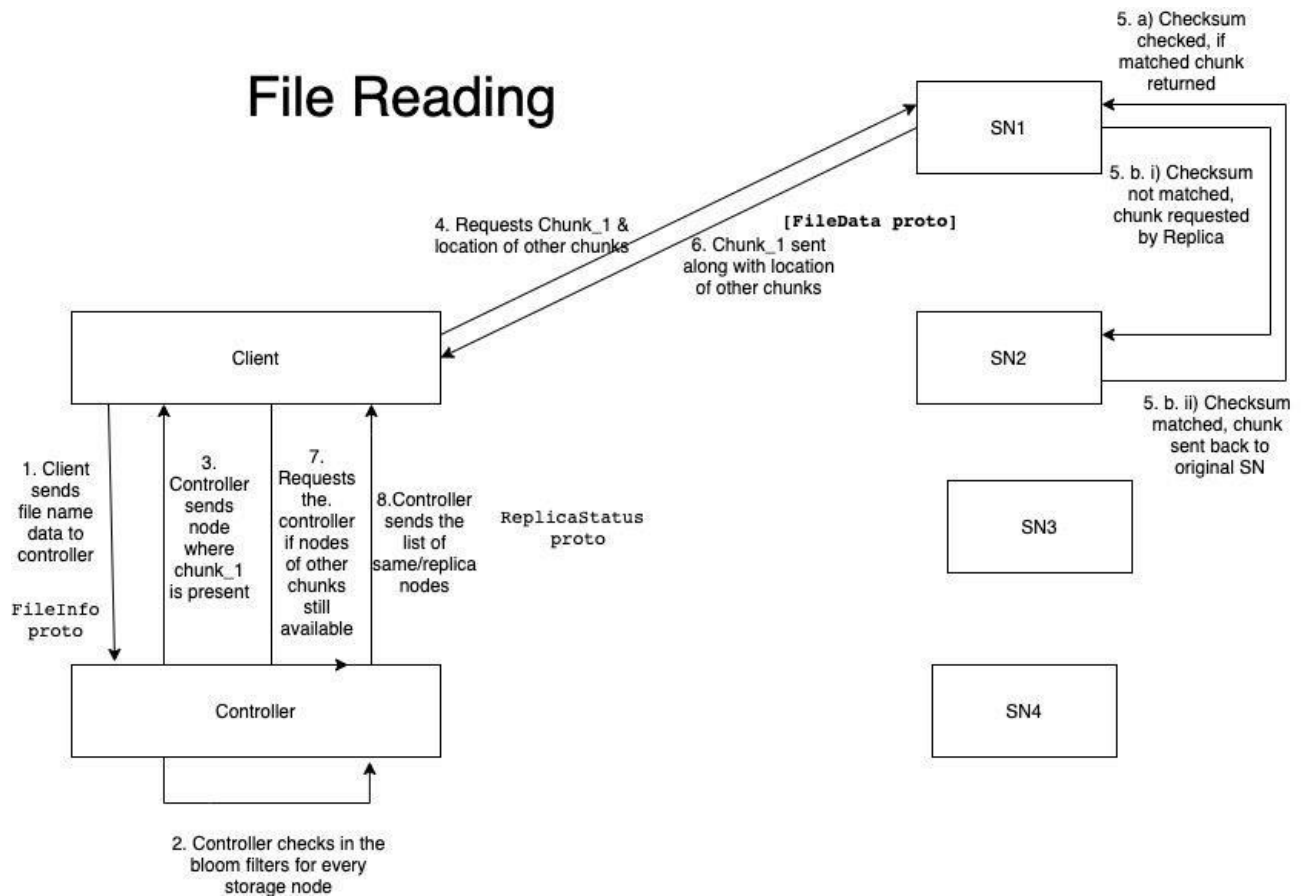 File Reading
5. a) Checksum
checked, if
matched chunk
returned
SN1
5. b. i) Checksum
not matched,
chunk requested
by Replica
4. Requests Chunk_1 &
location of other chunks
[FileData proto]
6. Chunk_1 sent
along with location
of other chunks
Client
SN2
5. b. ii) Checksum
matched, chunk
sent back to
original SN
1. Client
sends
file name
data to
controller
FileInfo
proto
3.
Controller
sends
node
where
chunk_1
is present
7.
Requests
the.
controller
if nodes
of other
chunks
still
available
8.Controller
sends the
list of
same/replica
nodes
ReplicaStatus
proto
SN3
Controller
SN4
2. Controller checks in the
bloom filters for every
storage node